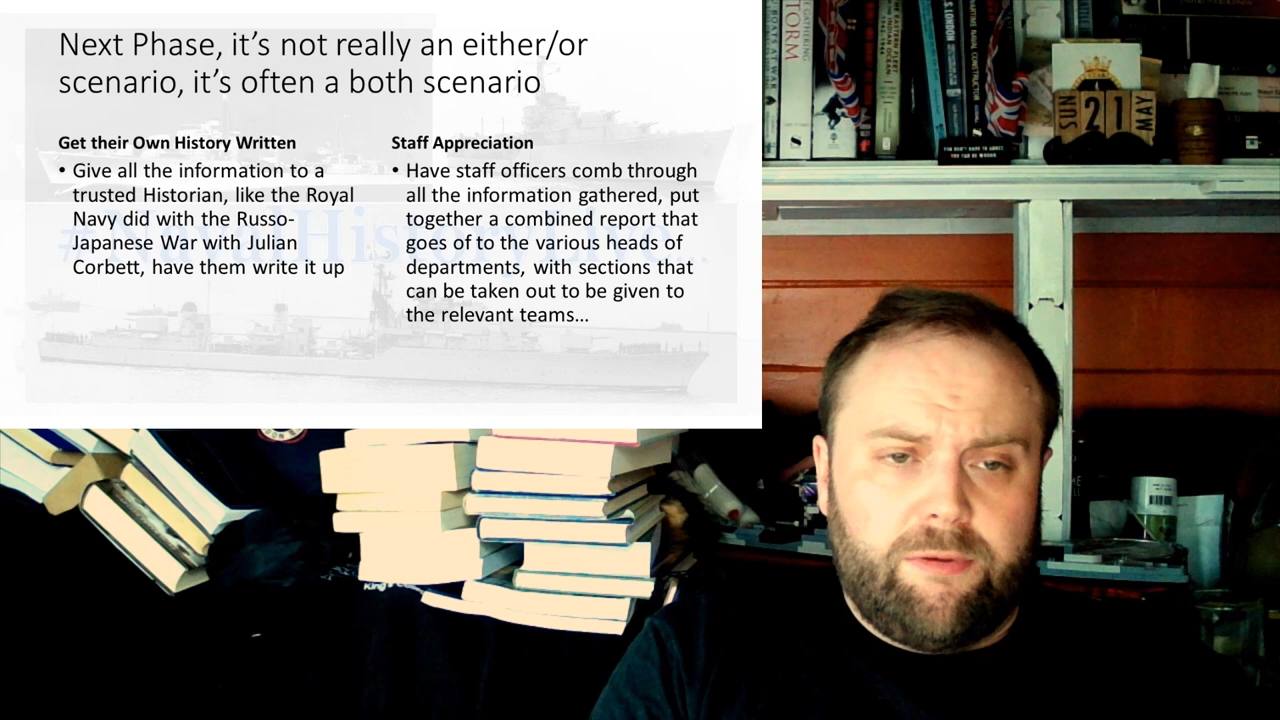 Next Phase, it's not really an either/or
scenario, it's often a both scenario
Get their Own History Written
• Give all the information to a
trusted Historian, like the Royal
Navy did with the Russo-
Japanese War with Julian
Corbett, have them write it up
Staff Appreciation
• Have staff officers comb through
all the information gathered, put
together a combined report that
goes of to the various heads of
departments, with sections that
can be taken out to be given to
the relevant teams...
#NavalHistoryLive...
STORM
SUN
21
MAY